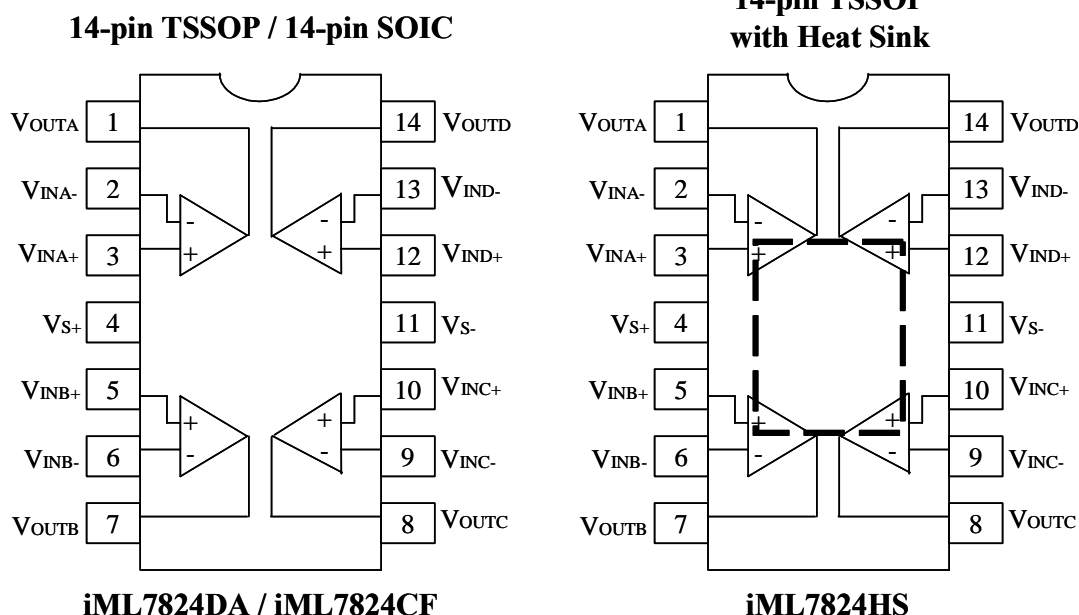 14-pin TSSOP / 14-pin SOIC
VOUTA 1
14 VOUTD
VINA- 2
13 VIND-
-
-
VINA+ 3
12 VIND+
+
+
VS+ 4
11 VS-
VINB+ 5
10 VINC+
+
+
VINB- 6
9 VINC-
-
-
VOUTB 7
8 VOUTC
iML7824DA / iML7824CF
14-pin TSSOP
with Heat Sink
VOUTA 1
14 VOUTD
VINA- 2
13 VIND-
-
-
VINA+ 3
12 VIND+
+
+
VS+ 4
11 VS-
VINB+ 5
10 VINC+
+
+
VINB- 6
9 VINC-
-
-
VOUTB 7
8 VOUTC
iML7824HS